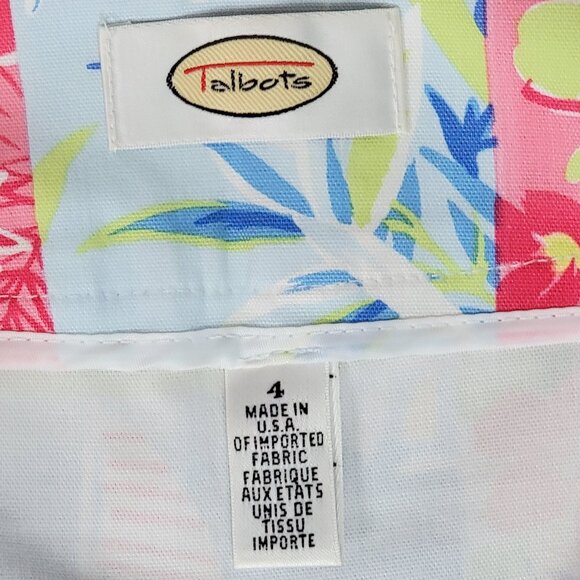 Talbots
4
MADE IN
U.S.A.
OF IMPORTED
FABRIC
FABRIQUE
AUX ETATS
UNIS DE
TISSU
IMPORTE